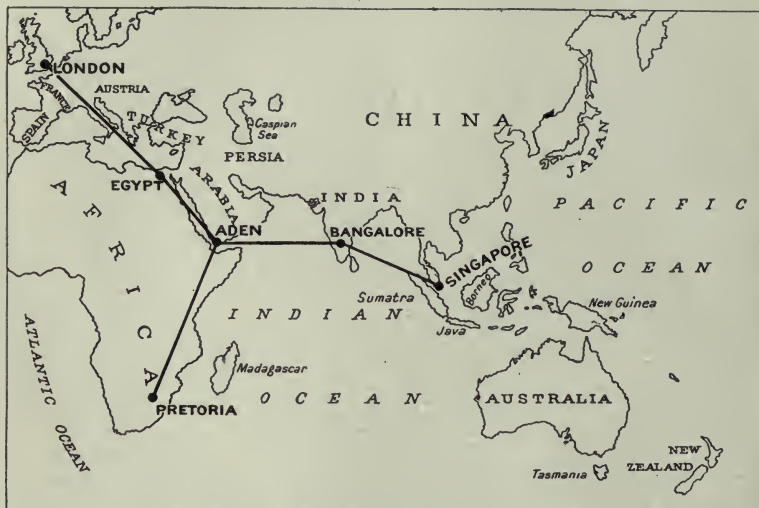 LONDON
FRANCE
AUSTRIA
SPAIN
TURKEY
Caspian
Sea
CHINA
JAPAN
PERSIA
AFRICA
EGYPT
ARABIA
INDIA
PACIFIC
OCEAN
ADEN
BANGALORE
SINGAPORE
Sumatra
Borneo
New Guinea
Java
INDIAN
OCEAN
ATLANTIC
OCEAN
Madagascar
PRETORIA
AUSTRALIA
NEW
ZEALAND
Tasmania